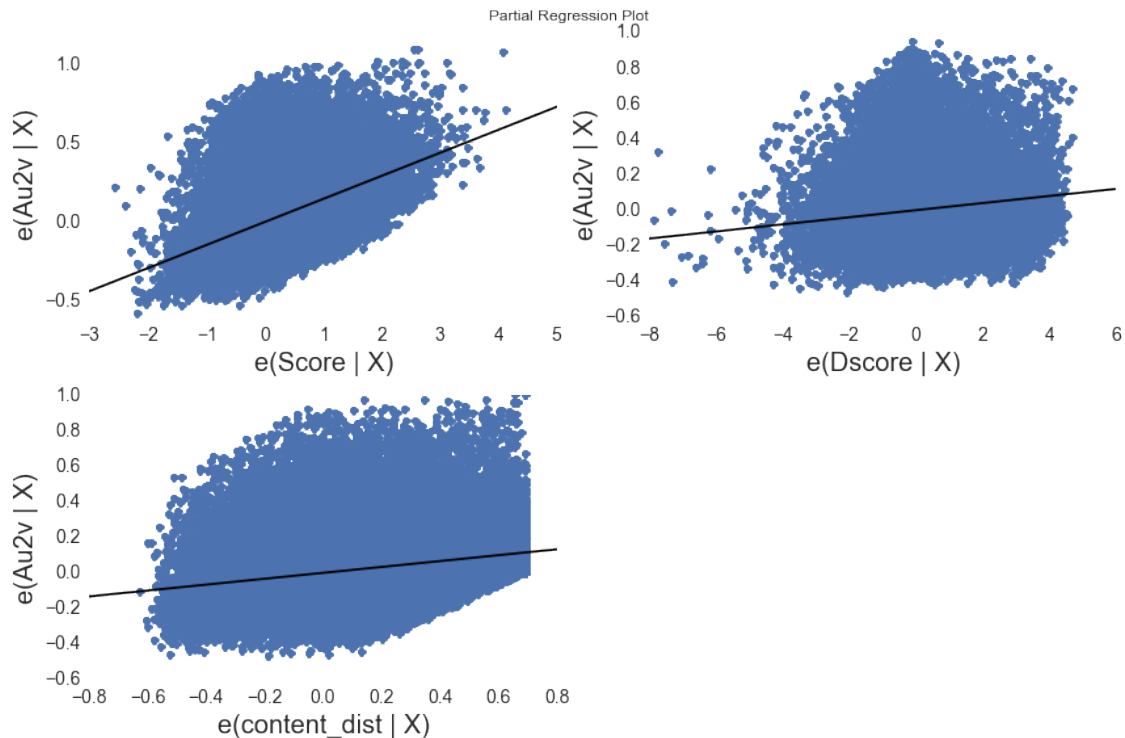 Partial Regression Plot
e(Au2v | X)
1.0
0.5
0.0
−0.5
−3 −2 −1 0 1 2 3 4 5
e(Score | X)
e(Au2v | X)
1.0
0.8
0.6
0.4
0.2
0.0
−0.2
−0.4
−0.6
−8 −6 −4 −2 0 2 4 6
e(Dscore | X)
e(Au2v | X)
1.0
0.8
0.6
0.4
0.2
0.0
−0.2
−0.4
−0.6
−0.8 −0.6 −0.4 −0.2 0.0 0.2 0.4 0.6 0.8
e(content_dist | X)